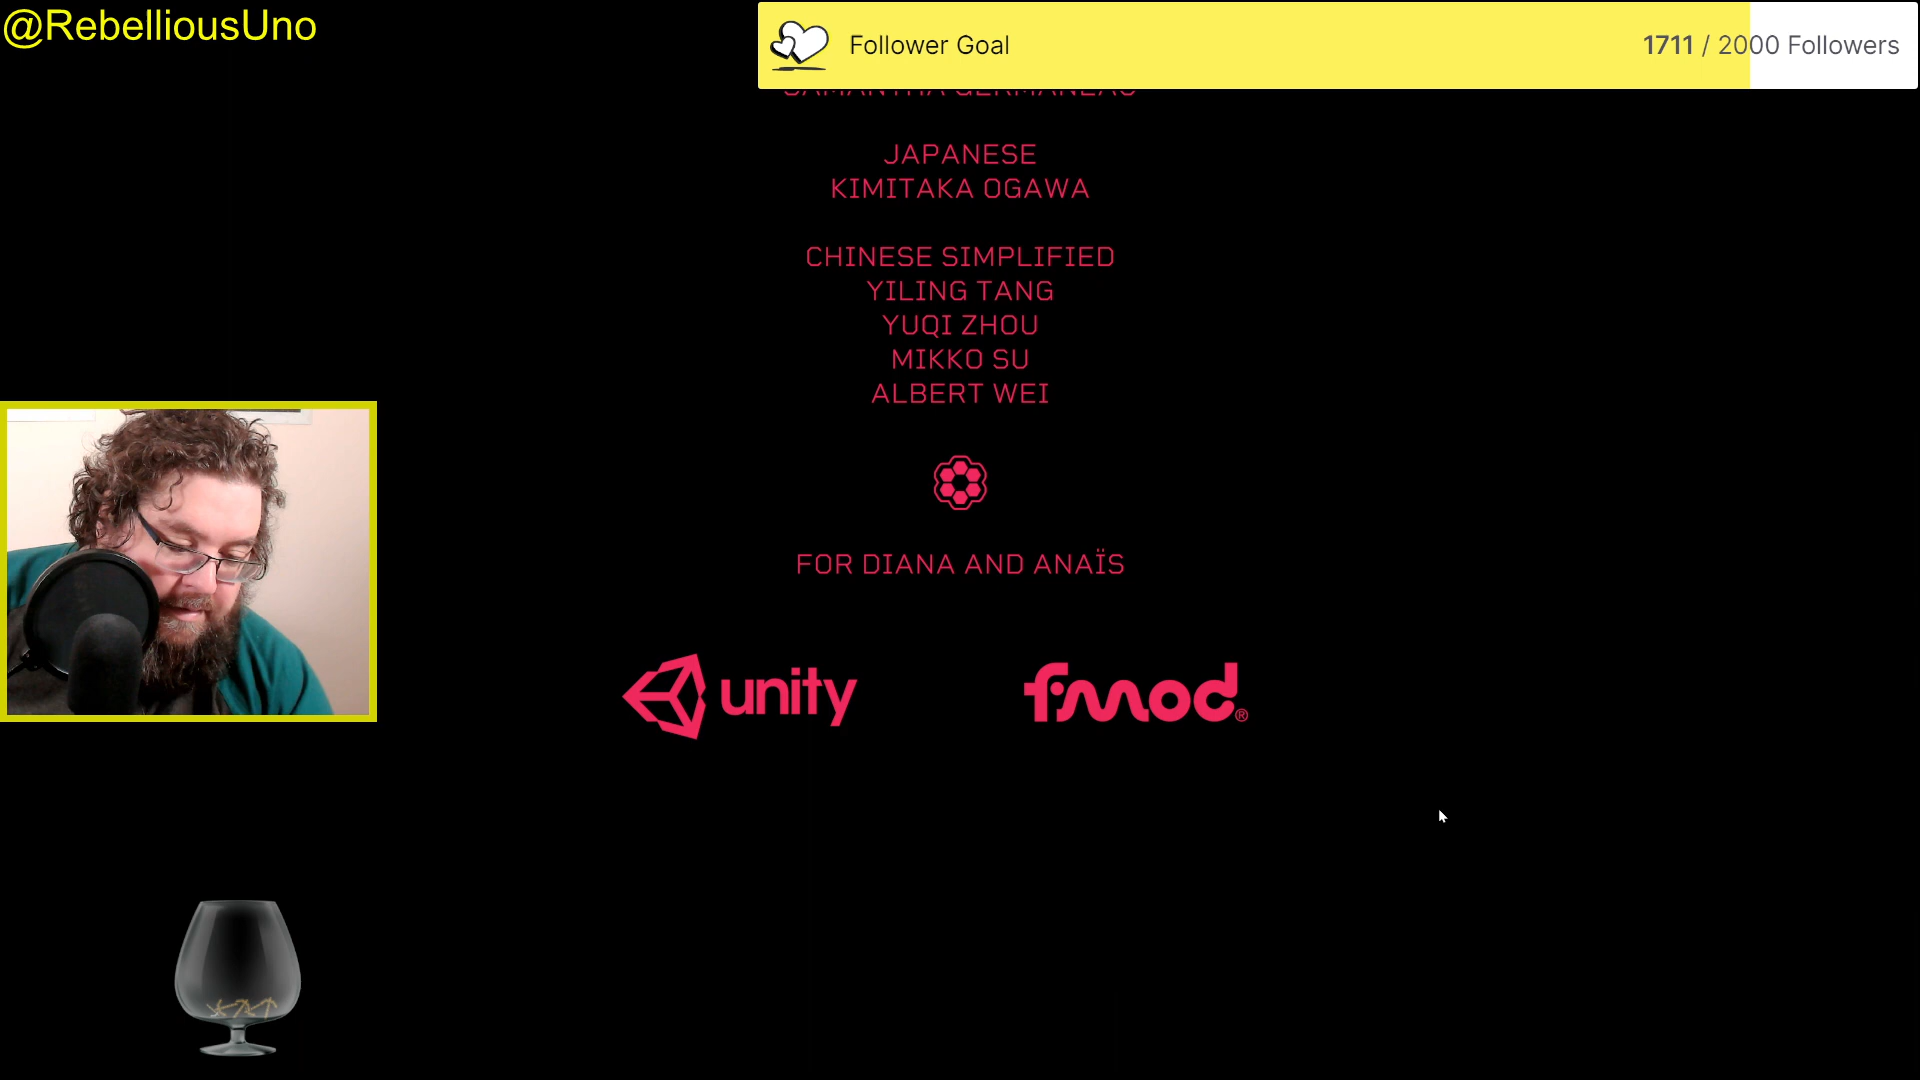 @RebelliousUno
Follower Goal
1711 / 2000 Followers
JAPANESE
KIMITAKA OGAWA
CHINESE SIMPLIFIED
YILING TANG
YUQI ZHOU
MIKKO SU
ALBERT WEI
FOR DIANA AND ANAÏS
unity
fmod®